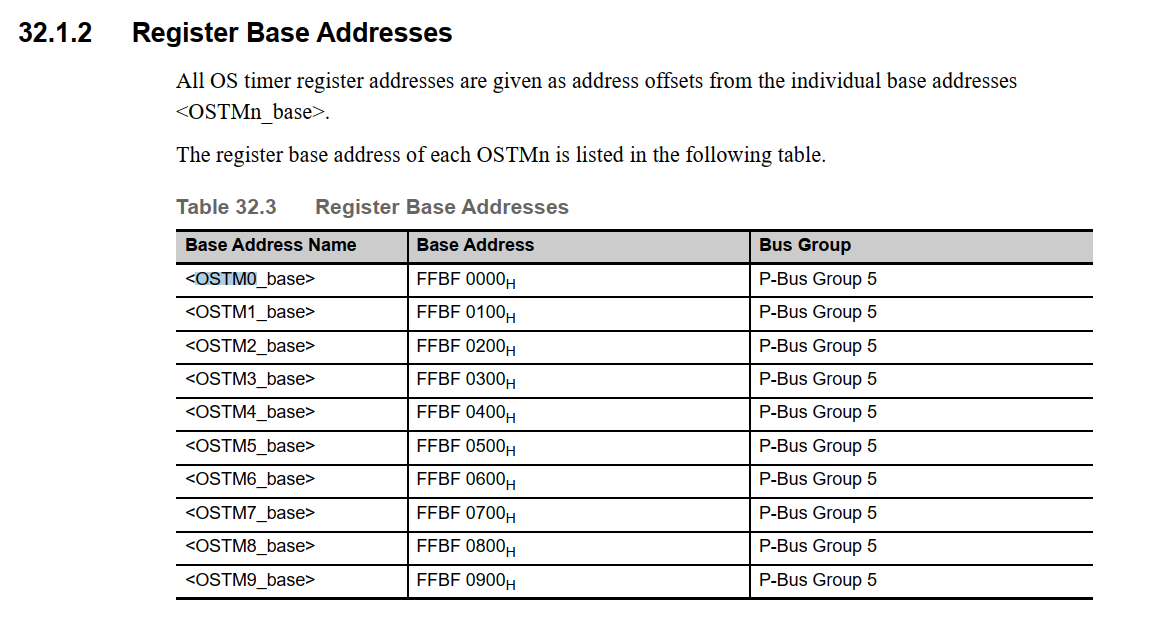 32.1.2 Register Base Addresses
All OS timer register addresses are given as address offsets from the individual base addresses
<OSTMn_base>.
The register base address of each OSTMn is listed in the following table.
Table 32.3 Register Base Addresses
Base Address Name Base Address Bus Group
<OSTM0_base> FFBF 0000H P-Bus Group 5
<OSTM1_base> FFBF 0100H P-Bus Group 5
<OSTM2_base> FFBF 0200H P-Bus Group 5
<OSTM3_base> FFBF 0300H P-Bus Group 5
<OSTM4_base> FFBF 0400H P-Bus Group 5
<OSTM5_base> FFBF 0500H P-Bus Group 5
<OSTM6_base> FFBF 0600H P-Bus Group 5
<OSTM7_base> FFBF 0700H P-Bus Group 5
<OSTM8_base> FFBF 0800H P-Bus Group 5
<OSTM9_base> FFBF 0900H P-Bus Group 5